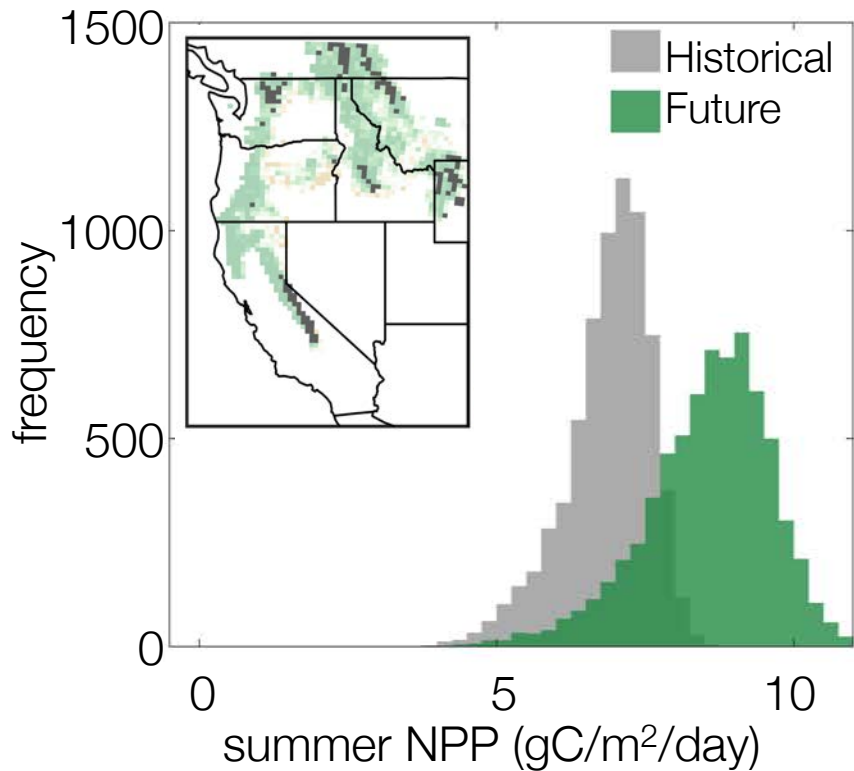 1500
1000
500
0
frequency
Historical
Future
0 5 10
summer NPP (gC/m²/day)